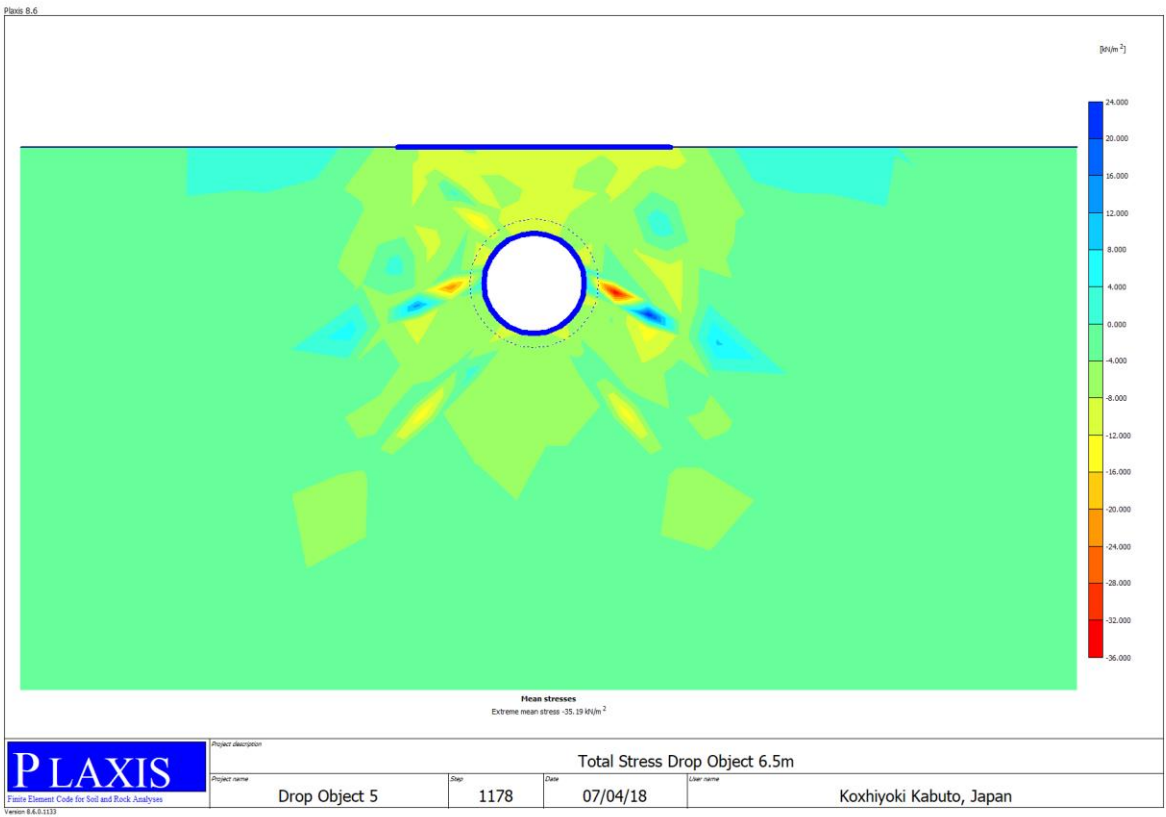 Plaxis 8.6
[kN/m 2]
24.000
20.000
16.000
12.000
8.000
4.000
0.000
-4.000
-8.000
-12.000
-16.000
-20.000
-24.000
-28.000
-32.000
-36.000
Mean stresses
Extreme mean stress -35.19 kN/m 2
PLAXIS
Finite Element Code for Soil and Rock Analyses
Version 8.6.0.1133
Project description
Total Stress Drop Object 6.5m
Project name
Drop Object 5
Step
1178
Date
07/04/18
User name
Koxhiyoki Kabuto, Japan